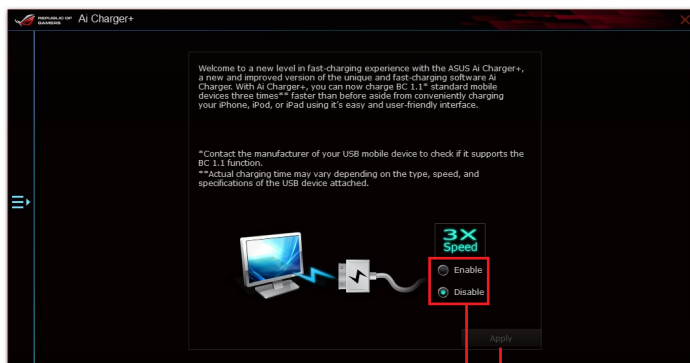 REPUBLIC OF
GAMERS
Ai Charger+
Welcome to a new level in fast-charging experience with the ASUS Ai Charger+,
a new and improved version of the unique and fast-charging software Ai
Charger. With Ai Charger+, you can now charge BC 1.1* standard mobile
devices three times** faster than before aside from conveniently charging
your iPhone, iPod, or iPad using it's easy and user-friendly interface.
*Contact the manufacturer of your USB mobile device to check if it supports the
BC 1.1 function.
**Actual charging time may vary depending on the type, speed, and
specifications of the USB device attached.
3X
Speed
Enable
Disable
Apply